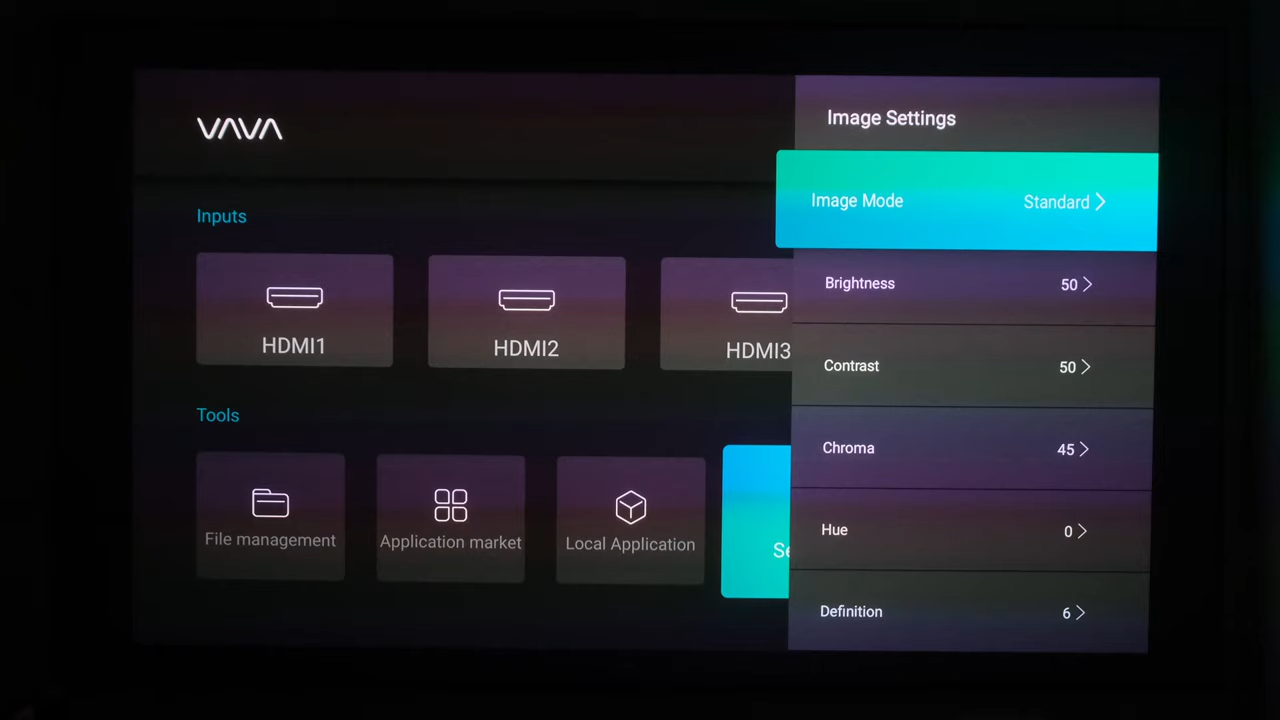 VAVA
Inputs
HDMI1
HDMI2
HDMI3
Tools
File management
Application market
Local Application
Se
Image Settings
Image Mode Standard
Brightness 50
Contrast 50
Chroma 45
Hue 0
Definition 6